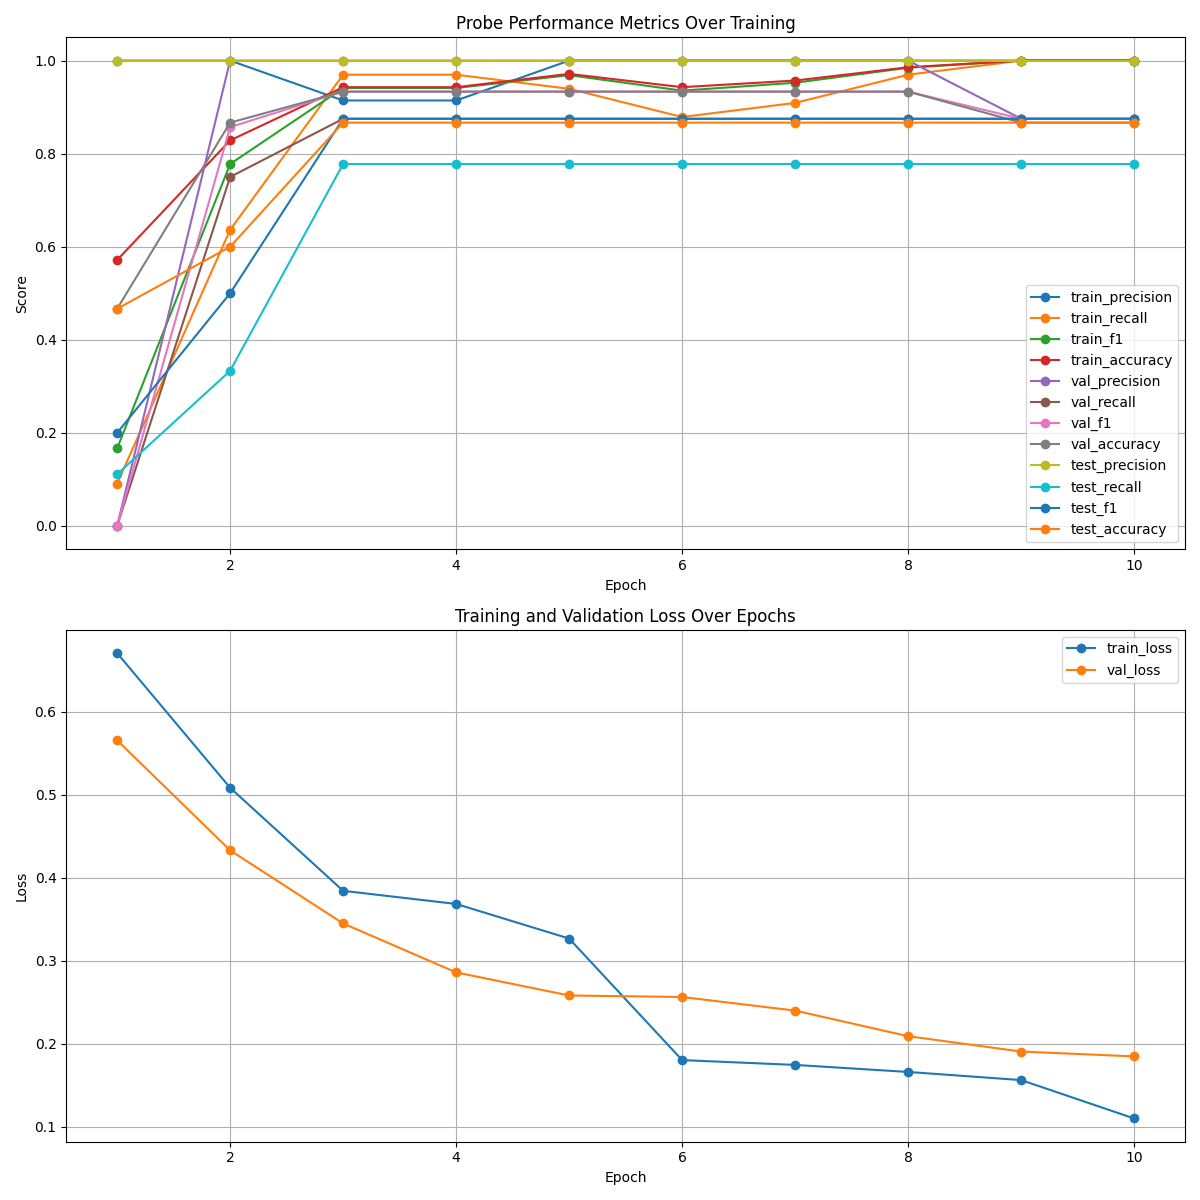 Probe Performance Metrics Over Training
1.0
0.8
0.6
0.4
0.2
0.0
Score
2 4 6 8 10
Epoch
train_precision
train_recall
train_f1
train_accuracy
val_precision
val_recall
val_f1
val_accuracy
test_precision
test_recall
test_f1
test_accuracy
Training and Validation Loss Over Epochs
train_loss
val_loss
0.6
0.5
0.4
0.3
0.2
0.1
Loss
2 4 6 8 10
Epoch